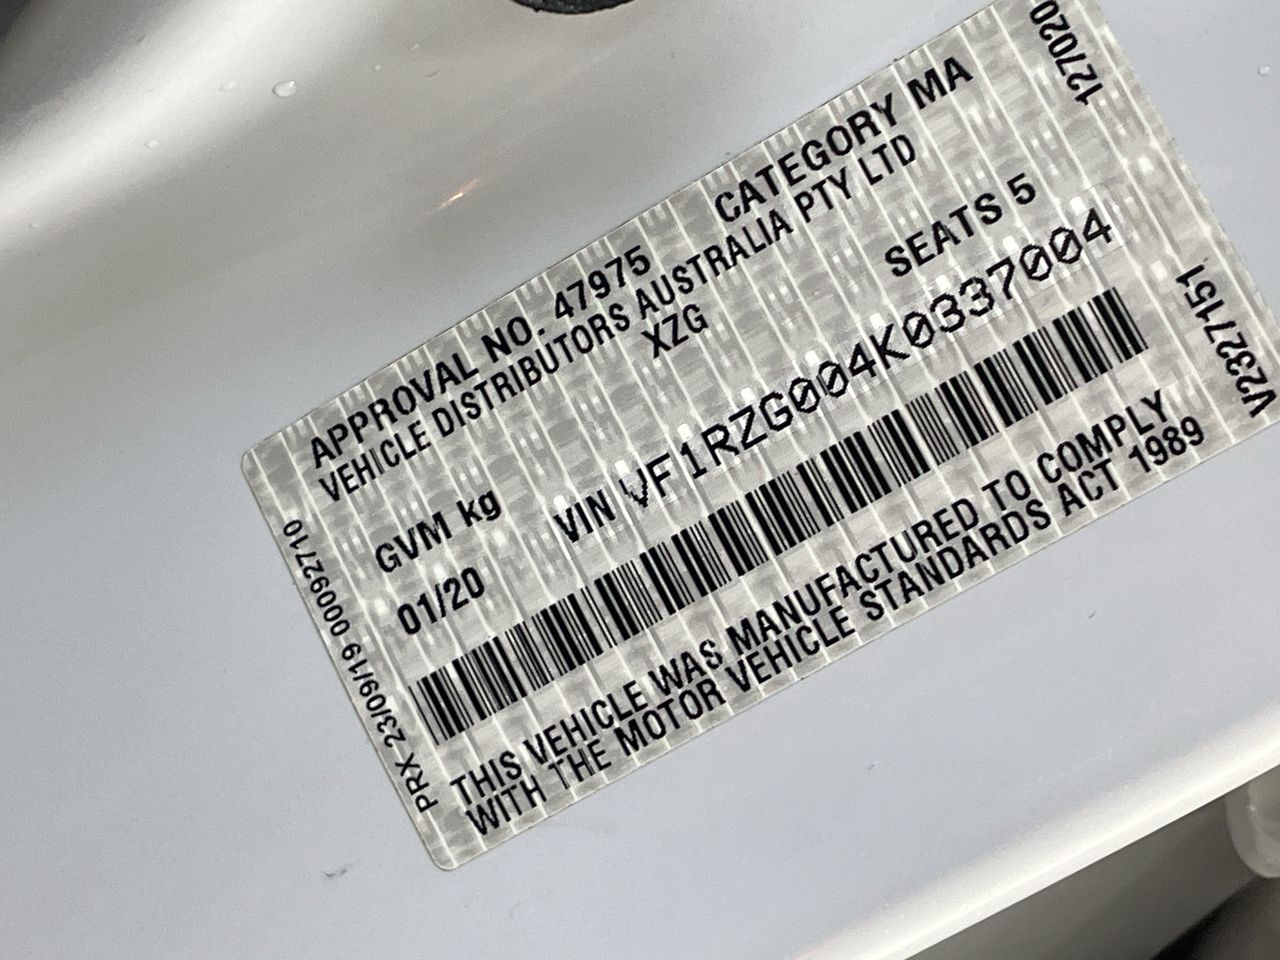 APPROVAL NO. 47975 CATEGORY MA
VEHICLE DISTRIBUTORS AUSTRALIA PTY LTD
XZG
GVM kg SEATS 5
01/20 VIN VF1RZG004K0337004
THIS VEHICLE WAS MANUFACTURED TO COMPLY
WITH THE MOTOR VEHICLE STANDARDS ACT 1989
PRX 23/09/19 00092710
127020
V2327151